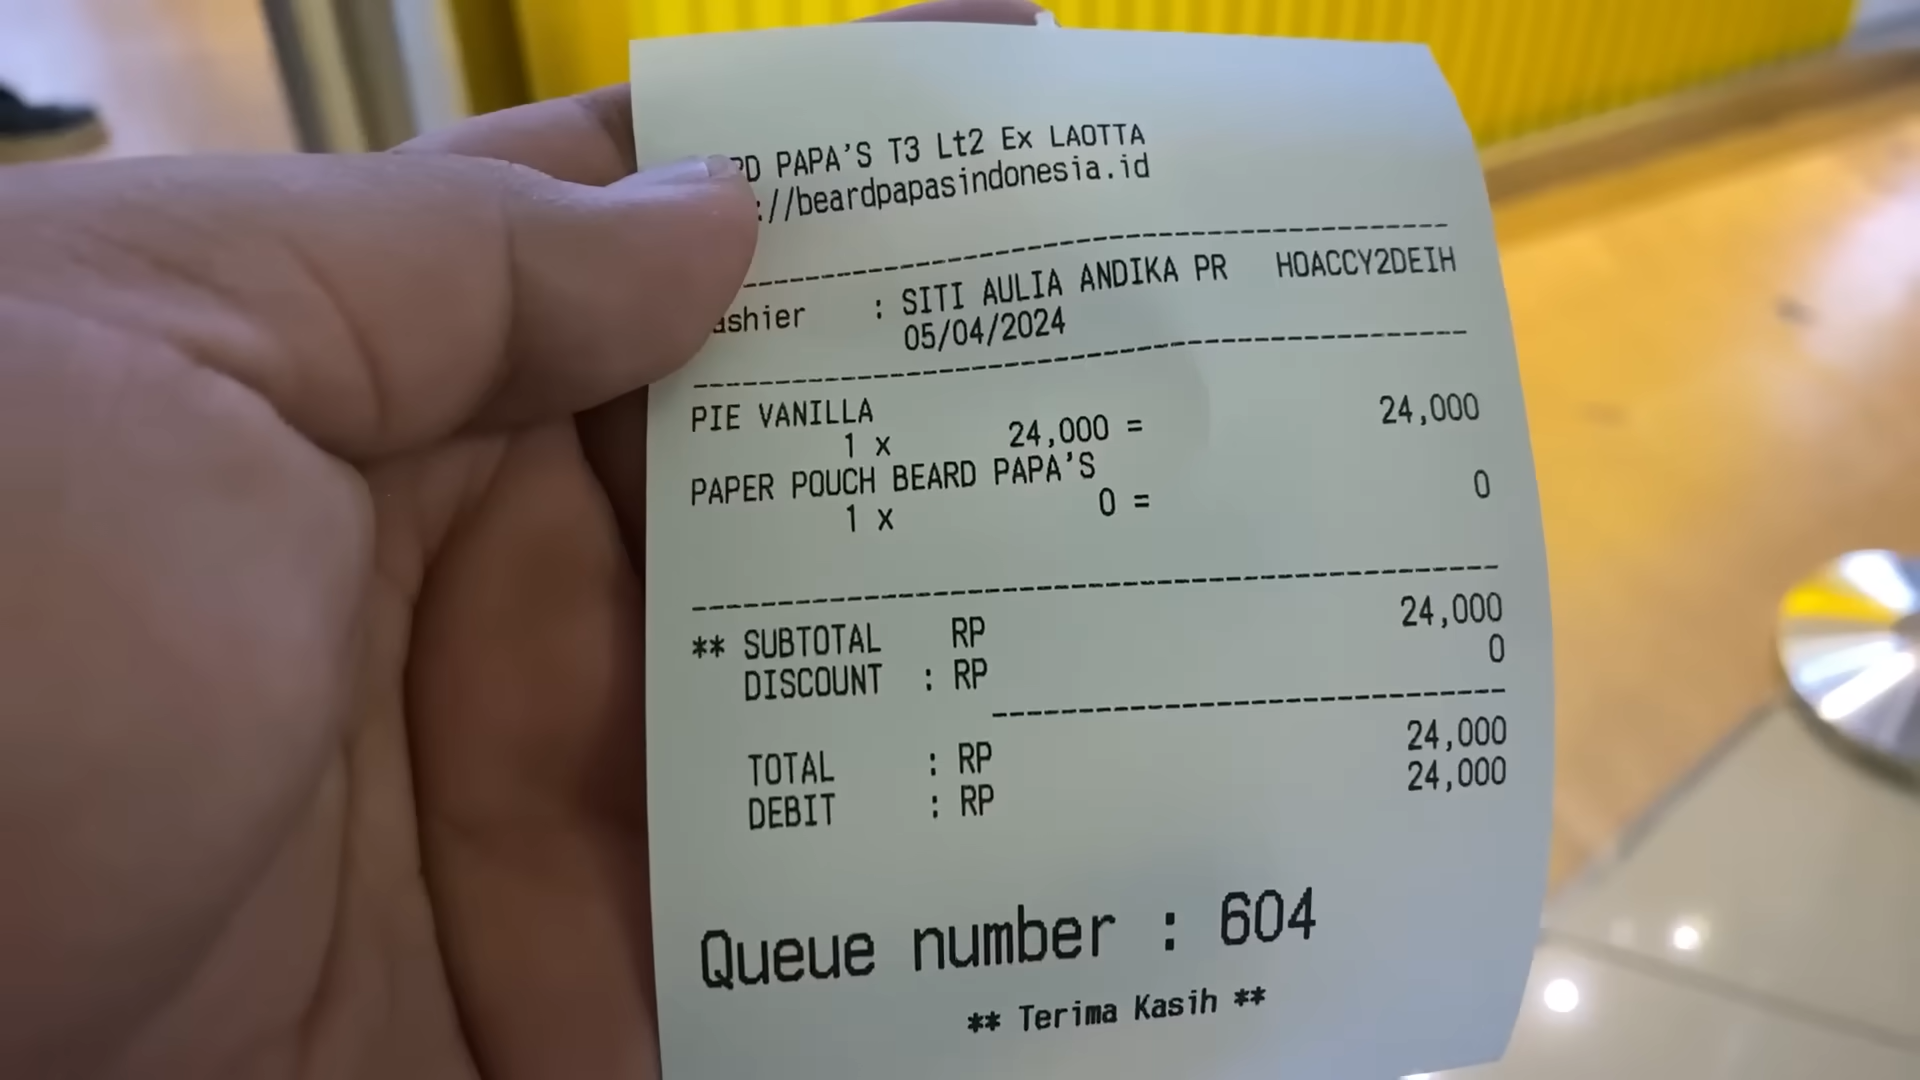 PAPA'S T3 Lt2 Ex LAOTTA
://beardpapasindonesia.id
ashier : SITI AULIA ANDIKA PR HOACCY2DEIH
05/04/2024
PIE VANILLA
1 x 24,000 = 24,000
PAPER POUCH BEARD PAPA'S
1 x 0 = 0
** SUBTOTAL RP 24,000
DISCOUNT : RP 0
TOTAL : RP 24,000
DEBIT : RP 24,000
Queue number : 604
** Terima Kasih **